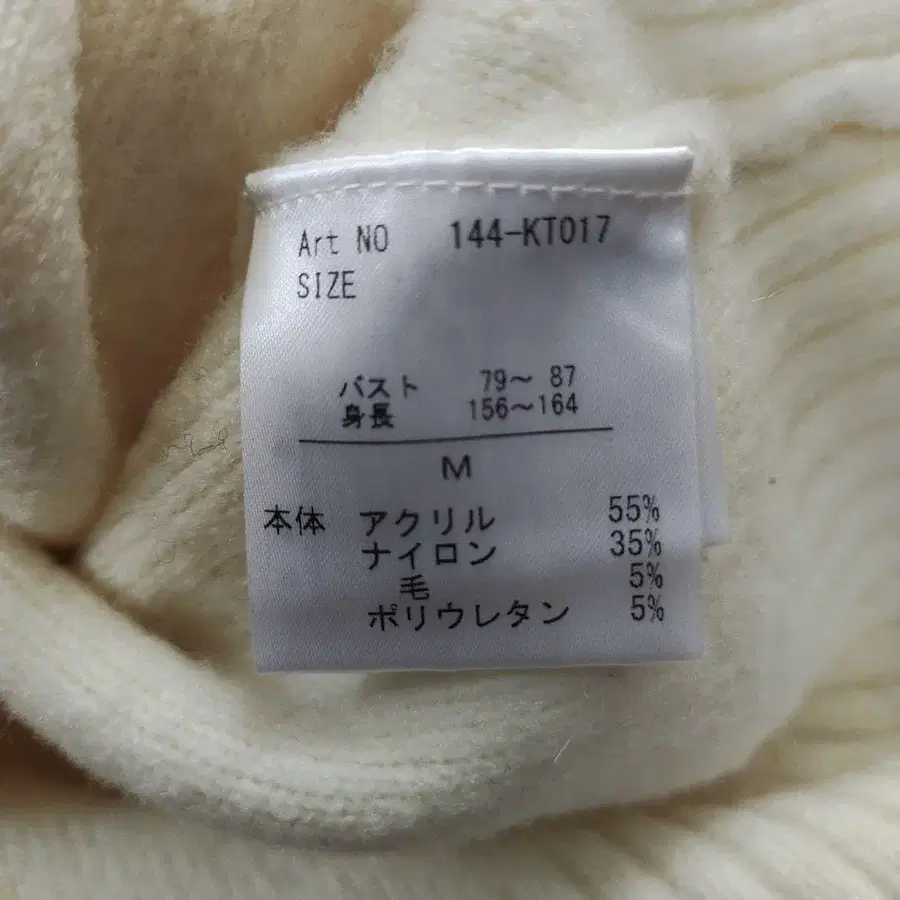 Art NO 144-KT017
SIZE
バスト 79～ 87
身長 156～164
M
本体 アクリル 55%
ナイロン 35%
毛 5%
ポリウレタン 5%